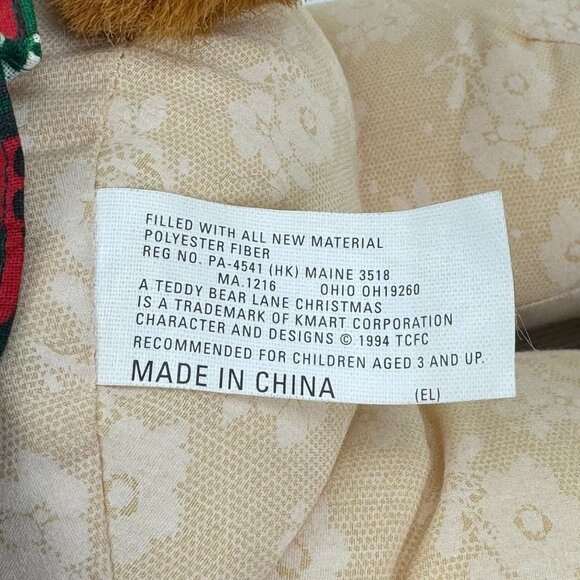 FILLED WITH ALL NEW MATERIAL
POLYESTER FIBER
REG NO. PA-4541 (HK) MAINE 3518
MA.1216 OHIO OH19260
A TEDDY BEAR LANE CHRISTMAS
IS A TRADEMARK OF KMART CORPORATION
CHARACTER AND DESIGNS © 1994 TCFC
RECOMMENDED FOR CHILDREN AGED 3 AND UP.
MADE IN CHINA (EL)